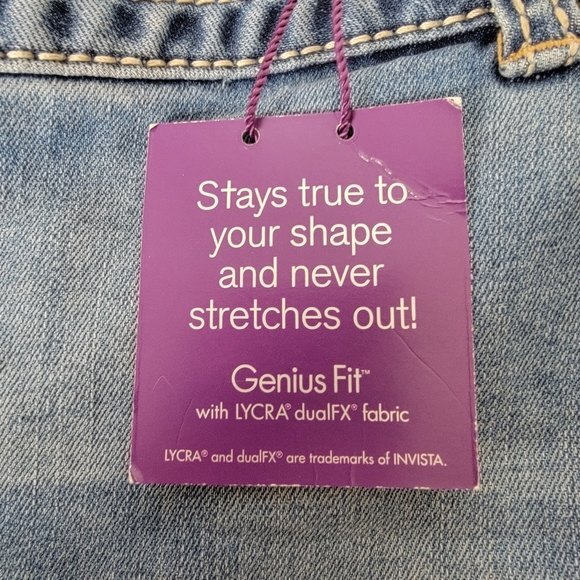 Stays true to
your shape
and never
stretches out!
Genius Fit™
with LYCRA® dualFX® fabric
LYCRA® and dualFX® are trademarks of INVISTA.